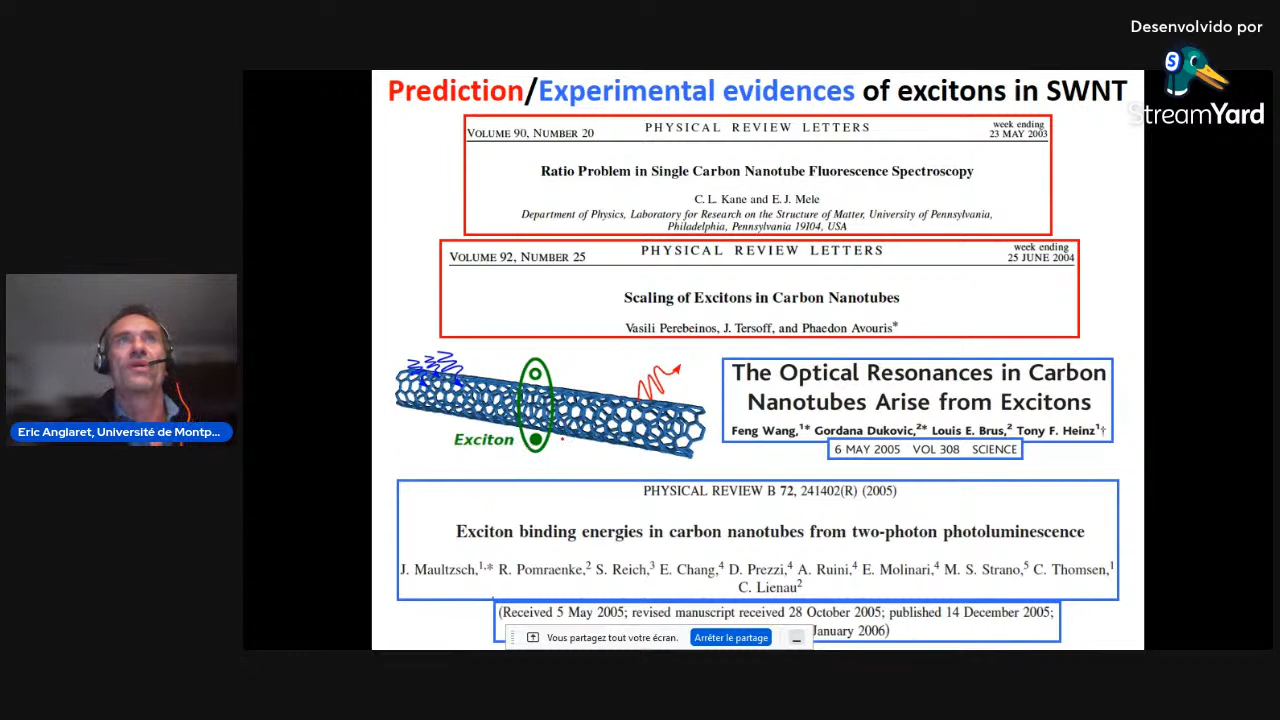 Desenvolvido por
S
StreamYard
Prediction/Experimental evidences of excitons in SWNT
VOLUME 90, NUMBER 20 PHYSICAL REVIEW LETTERS week ending
23 MAY 2003
Ratio Problem in Single Carbon Nanotube Fluorescence Spectroscopy
C. L. Kane and E. J. Mele
Department of Physics, Laboratory for Research on the Structure of Matter, University of Pennsylvania,
Philadelphia, Pennsylvania 19104, USA
VOLUME 92, NUMBER 25 PHYSICAL REVIEW LETTERS week ending
25 JUNE 2004
Scaling of Excitons in Carbon Nanotubes
Vasili Perebeinos, J. Tersoff, and Phaedon Avouris*
Exciton
The Optical Resonances in Carbon
Nanotubes Arise from Excitons
Feng Wang,¹* Gordana Dukovic,²* Louis E. Brus,² Tony F. Heinz¹†
6 MAY 2005 VOL 308 SCIENCE
Eric Anglaret, Université de Montp...
PHYSICAL REVIEW B 72, 241402(R) (2005)
Exciton binding energies in carbon nanotubes from two-photon photoluminescence
J. Maultzsch,¹,* R. Pomraenke,² S. Reich,³ E. Chang,⁴ D. Prezzi,⁴ A. Ruini,⁴ E. Molinari,⁴ M. S. Strano,⁵ C. Thomsen,¹
C. Lienau²
(Received 5 May 2005; revised manuscript received 28 October 2005; published 14 December 2005;
January 2006)
Vous partagez tout votre écran. Arrêter le partage